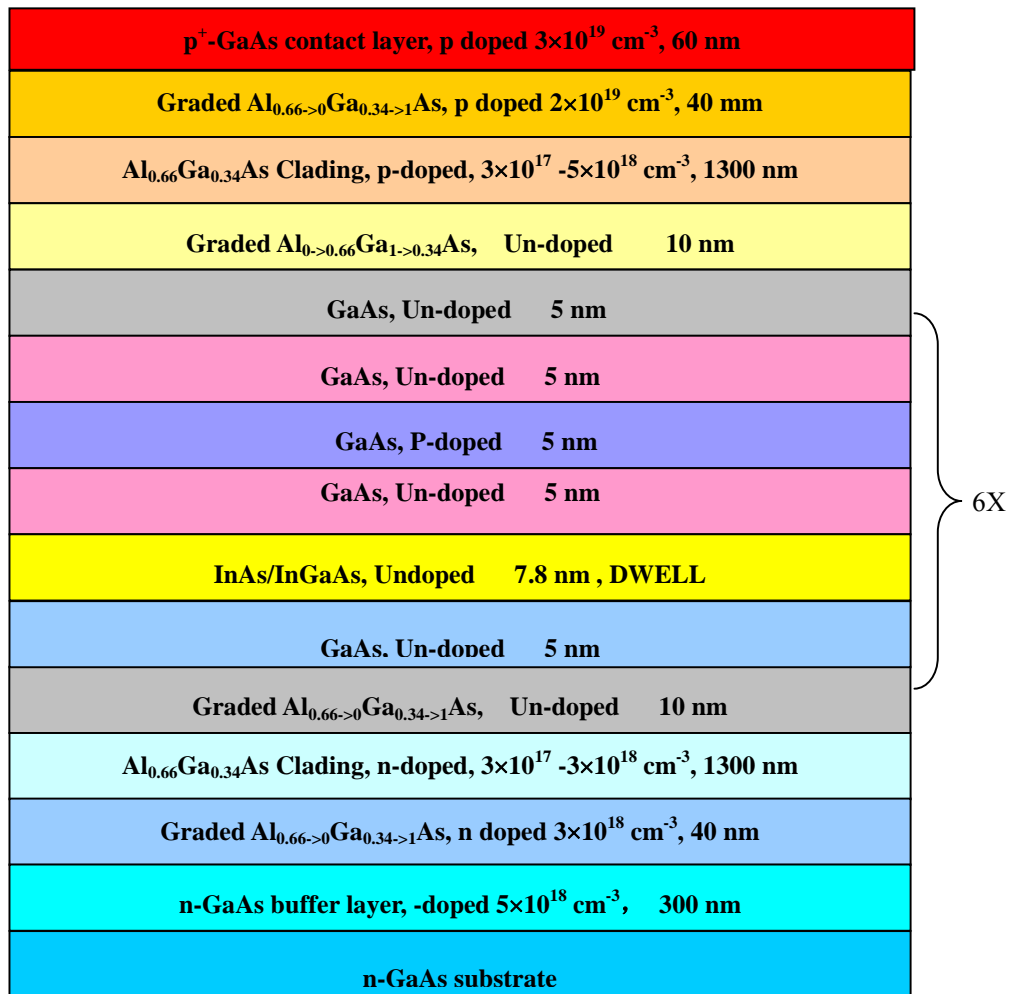 p⁺-GaAs contact layer, p doped 3×10¹⁹ cm⁻³, 60 nm
Graded Al₀.₆₆₋>₀Ga₀.₃₄₋>₁As, p doped 2×10¹⁹ cm⁻³, 40 mm
Al₀.₆₆Ga₀.₃₄As Clading, p-doped, 3×10¹⁷ -5×10¹⁸ cm⁻³, 1300 nm
Graded Al₀₋>₀.₆₆Ga₁₋>₀.₃₄As, Un-doped 10 nm
GaAs, Un-doped 5 nm
GaAs, Un-doped 5 nm
GaAs, P-doped 5 nm
GaAs, Un-doped 5 nm
6X
InAs/InGaAs, Undoped 7.8 nm , DWELL
GaAs, Un-doped 5 nm
Graded Al₀.₆₆₋>₀Ga₀.₃₄₋>₁As, Un-doped 10 nm
Al₀.₆₆Ga₀.₃₄As Clading, n-doped, 3×10¹⁷ -3×10¹⁸ cm⁻³, 1300 nm
Graded Al₀.₆₆₋>₀Ga₀.₃₄₋>₁As, n doped 3×10¹⁸ cm⁻³, 40 nm
n-GaAs buffer layer, -doped 5×10¹⁸ cm⁻³, 300 nm
n-GaAs substrate